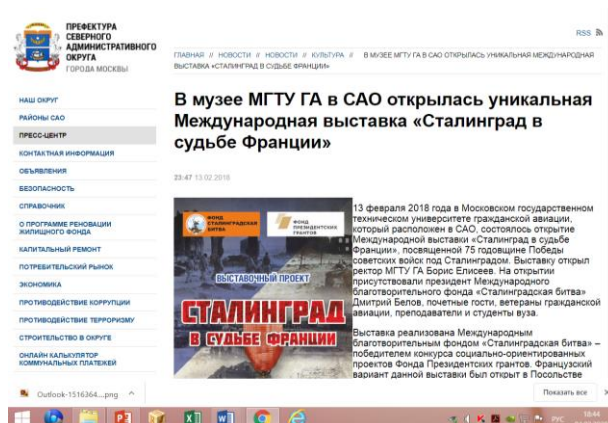 ПРЕФЕКТУРА
СЕВЕРНОГО
АДМИНИСТРАТИВНОГО
ОКРУГА
ГОРОДА МОСКВЫ
RSS
ГЛАВНАЯ // НОВОСТИ // НОВОСТИ // КУЛЬТУРА // В МУЗЕЕ МГТУ ГА В САО ОТКРЫЛАСЬ УНИКАЛЬНАЯ МЕЖДУНАРОДНАЯ
ВЫСТАВКА «СТАЛИНГРАД В СУДЬБЕ ФРАНЦИИ»
НАШ ОКРУГ
РАЙОНЫ САО
ПРЕСС-ЦЕНТР
КОНТАКТНАЯ ИНФОРМАЦИЯ
ОБЪЯВЛЕНИЯ
БЕЗОПАСНОСТЬ
СПРАВОЧНИК
О ПРОГРАММЕ РЕНОВАЦИИ
ЖИЛИЩНОГО ФОНДА
КАПИТАЛЬНЫЙ РЕМОНТ
ПОТРЕБИТЕЛЬСКИЙ РЫНОК
ЭКОНОМИКА
ПРОТИВОДЕЙСТВИЕ КОРРУПЦИИ
ПРОТИВОДЕЙСТВИЕ ТЕРРОРИЗМУ
СТРОИТЕЛЬСТВО В ОКРУГЕ
ОНЛАЙН КАЛЬКУЛЯТОР
КОММУНАЛЬНЫХ ПЛАТЕЖЕЙ
В музее МГТУ ГА в САО открылась уникальная
Международная выставка «Сталинград в
судьбе Франции»
23:47 13.02.2018
ФОНД
СТАЛИНГРАДСКАЯ
БИТВА
ФОНД
ПРЕЗИДЕНТСКИХ
ГРАНТОВ
ВЫСТАВОЧНЫЙ ПРОЕКТ
СТАЛИНГРАД
В СУДЬБЕ ФРАНЦИИ
13 февраля 2018 года в Московском государственном
техническом университете гражданской авиации,
который расположен в САО, состоялось открытие
Международной выставки «Сталинград в судьбе
Франции», посвященной 75 годовщине Победы
советских войск под Сталинградом. Выставку открыл
ректор МГТУ ГА Борис Елисеев. На открытии
присутствовали президент Международного
благотворительного фонда «Сталинградская битва»
Дмитрий Белов, почетные гости, ветераны гражданской
авиации, преподаватели и студенты вуза.
Выставка реализована Международным
благотворительным фондом «Сталинградская битва» –
победителем конкурса социально-ориентированных
проектов Фонда Президентских грантов. Французский
вариант данной выставки был открыт в Посольстве
Outlook-1516364....png
Показать все
РУС
16:44